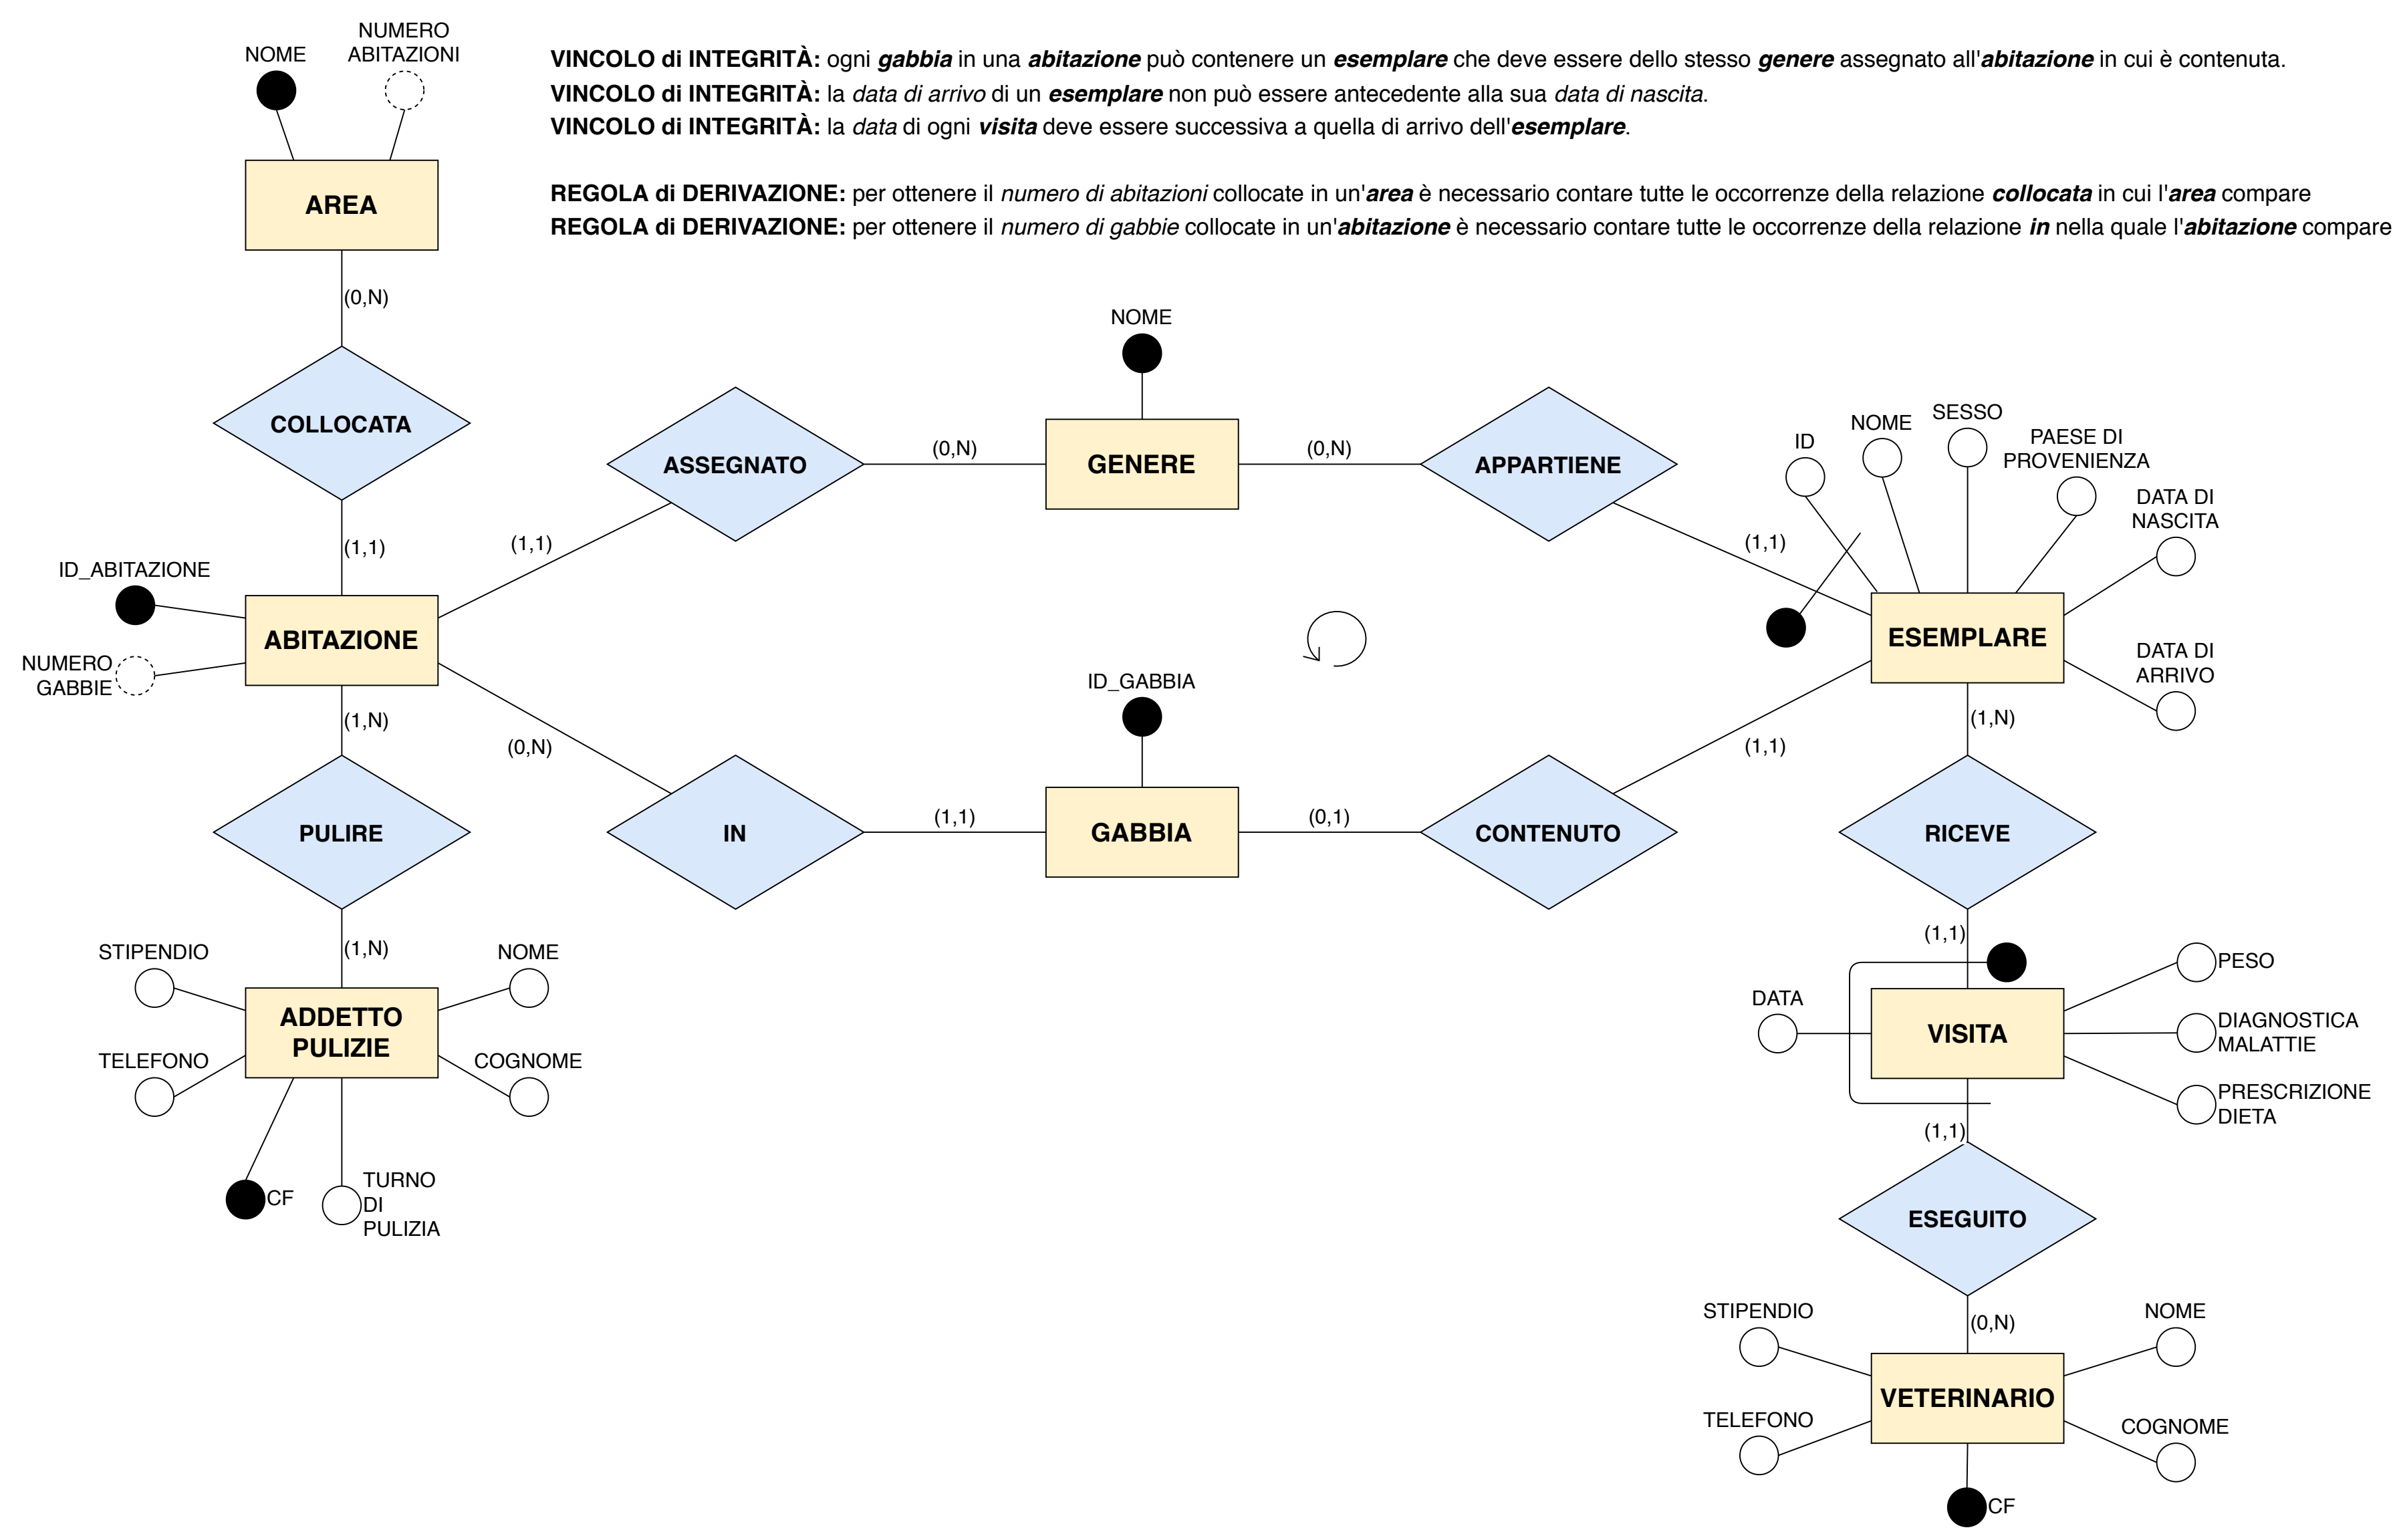 NUMERO
ABITAZIONI
NOME
VINCOLO di INTEGRITÀ: ogni gabbia in una abitazione può contenere un esemplare che deve essere dello stesso genere assegnato all'abitazione in cui è contenuta.
VINCOLO di INTEGRITÀ: la data di arrivo di un esemplare non può essere antecedente alla sua data di nascita.
VINCOLO di INTEGRITÀ: la data di ogni visita deve essere successiva a quella di arrivo dell'esemplare.
REGOLA di DERIVAZIONE: per ottenere il numero di abitazioni collocate in un'area è necessario contare tutte le occorrenze della relazione collocata in cui l'area compare
REGOLA di DERIVAZIONE: per ottenere il numero di gabbie collocate in un'abitazione è necessario contare tutte le occorrenze della relazione in nella quale l'abitazione compare
AREA
(0,N)
COLLOCATA
(1,1)
NOME
ASSEGNATO
(0,N)
GENERE
(0,N)
APPARTIENE
(1,1)
(1,1)
ID
NOME
SESSO
PAESE DI
PROVENIENZA
DATA DI
NASCITA
ID_ABITAZIONE
ABITAZIONE
NUMERO
GABBIE
ESEMPLARE
DATA DI
ARRIVO
ID_GABBIA
(1,N)
(0,N)
(1,1)
(1,N)
PULIRE
IN
(1,1)
GABBIA
(0,1)
CONTENUTO
RICEVE
(1,N)
(1,1)
STIPENDIO
NOME
ADDETTO
PULIZIE
TELEFONO
COGNOME
CF
TURNO
DI
PULIZIA
DATA
VISITA
PESO
DIAGNOSTICA
MALATTIE
PRESCRIZIONE
DIETA
(1,1)
ESEGUITO
(0,N)
STIPENDIO
NOME
VETERINARIO
TELEFONO
COGNOME
CF